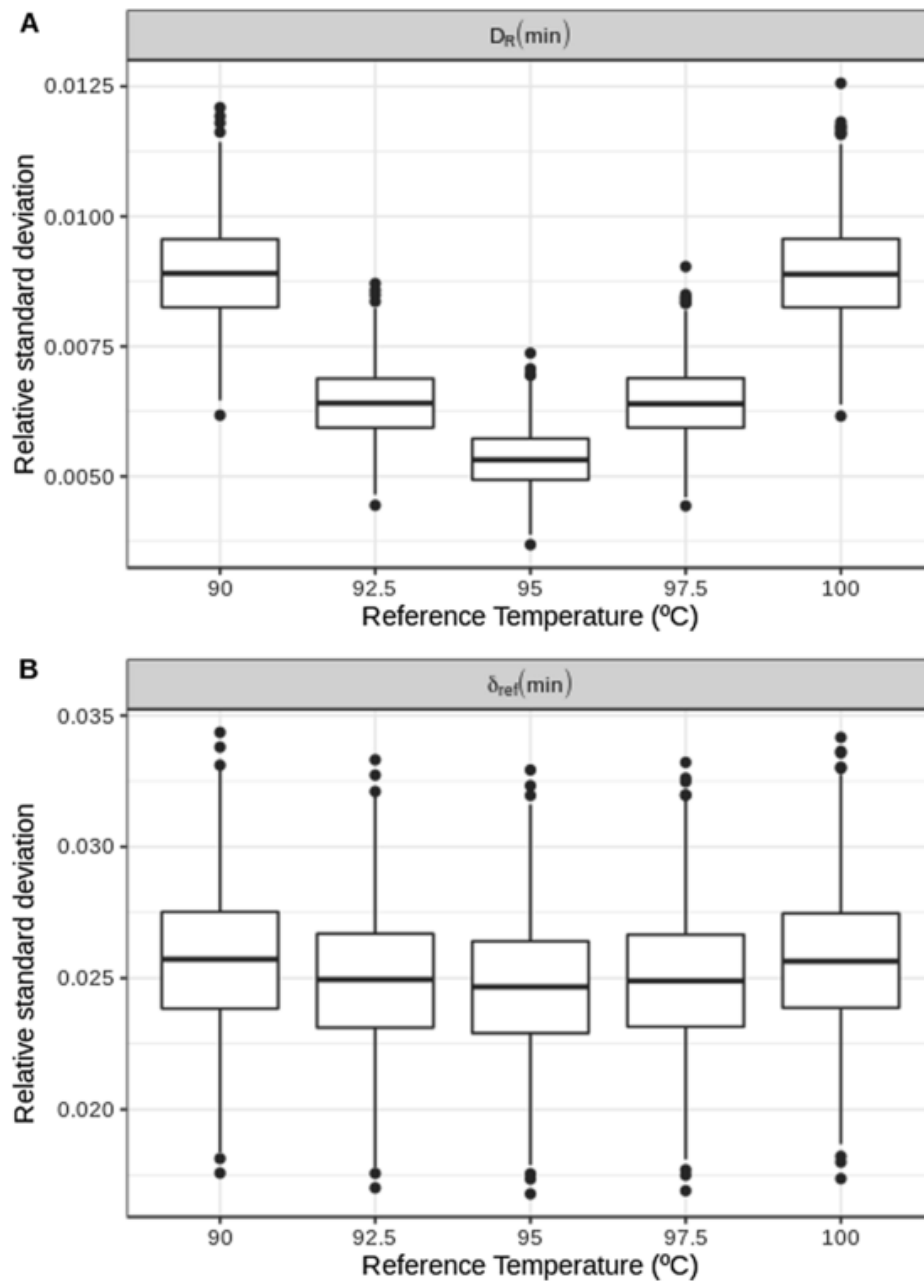 A
D_R(min)
Relative standard deviation
0.0125
0.0100
0.0075
0.0050
90 92.5 95 97.5 100
Reference Temperature (ºC)
B
δ_ref(min)
Relative standard deviation
0.035
0.030
0.025
0.020
90 92.5 95 97.5 100
Reference Temperature (ºC)